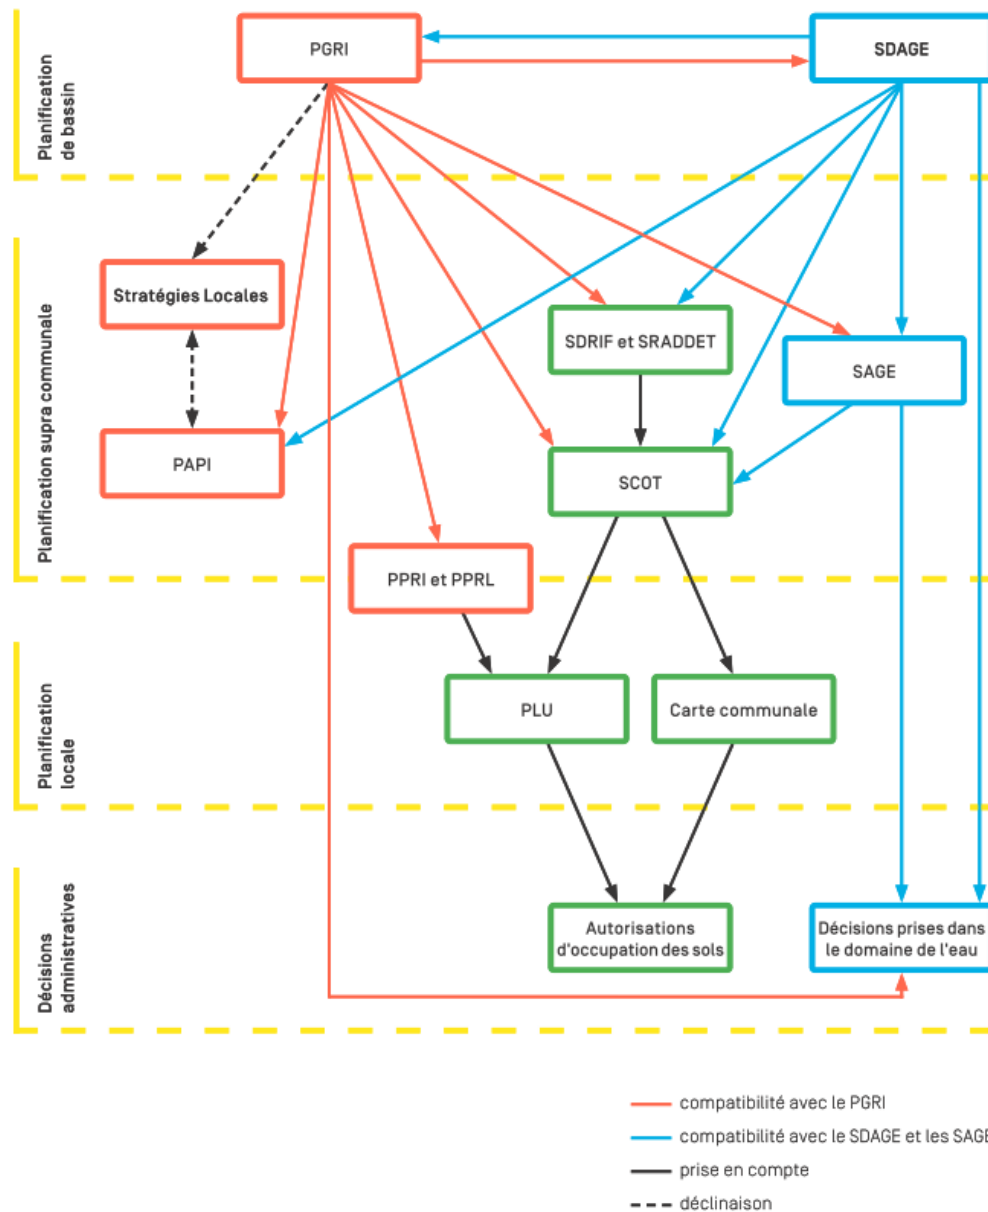 Planification
de bassin
PGRI
SDAGE
Planification supra communale
Stratégies Locales
SDRIF et SRADDET
SAGE
PAPI
SCOT
PPRI et PPRL
Planification
locale
PLU
Carte communale
Décisions
administratives
Autorisations
d'occupation des sols
Décisions prises dans
le domaine de l'eau
compatibilité avec le PGRI
compatibilité avec le SDAGE et les SAGE
prise en compte
déclinaison